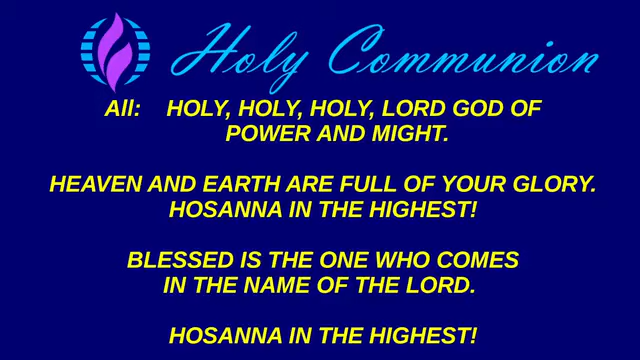 Holy Communion
All: HOLY, HOLY, HOLY, LORD GOD OF
POWER AND MIGHT.
HEAVEN AND EARTH ARE FULL OF YOUR GLORY.
HOSANNA IN THE HIGHEST!
BLESSED IS THE ONE WHO COMES
IN THE NAME OF THE LORD.
HOSANNA IN THE HIGHEST!